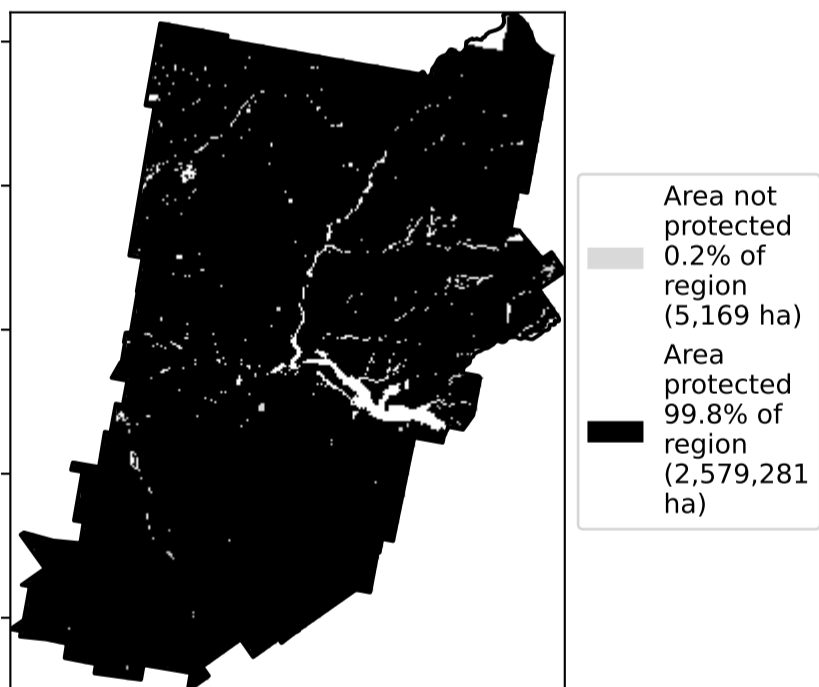 Area not
protected
0.2% of
region
(5,169 ha)
Area
protected
99.8% of
region
(2,579,281
ha)